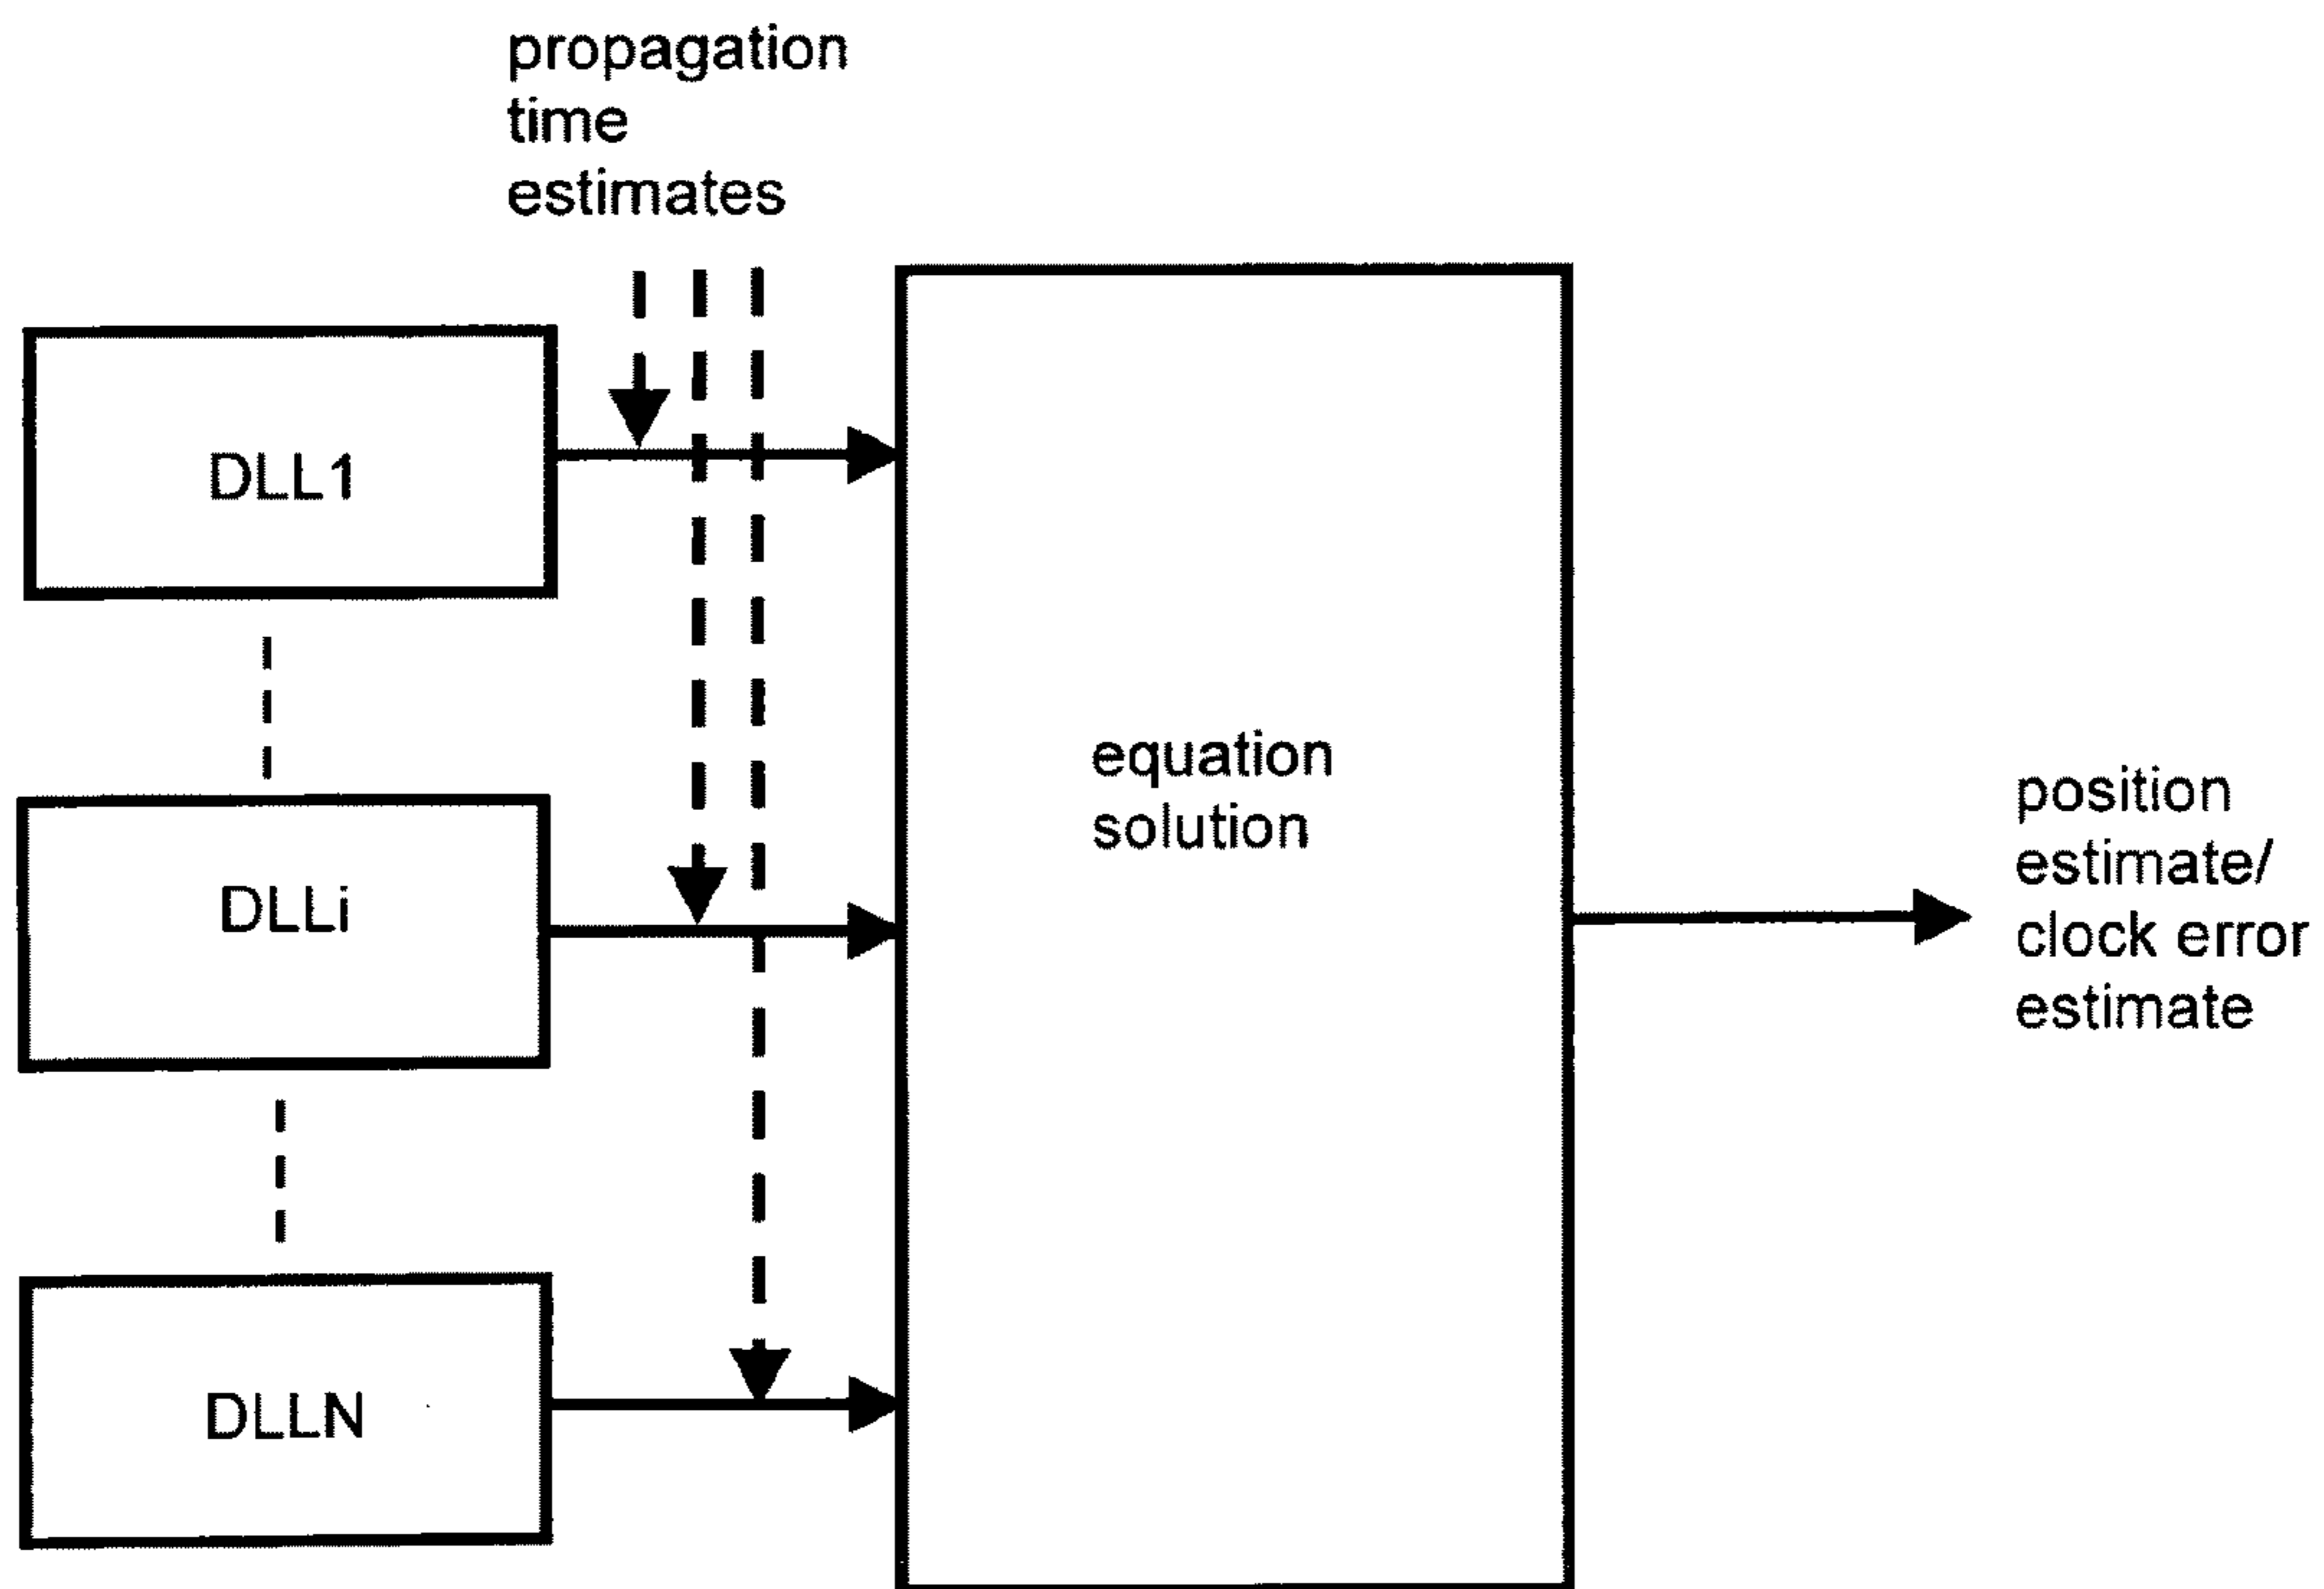 propagation
time
estimates
DLL1
equation
solution
DLLi
position
estimate/
clock error
estimate
DLLN